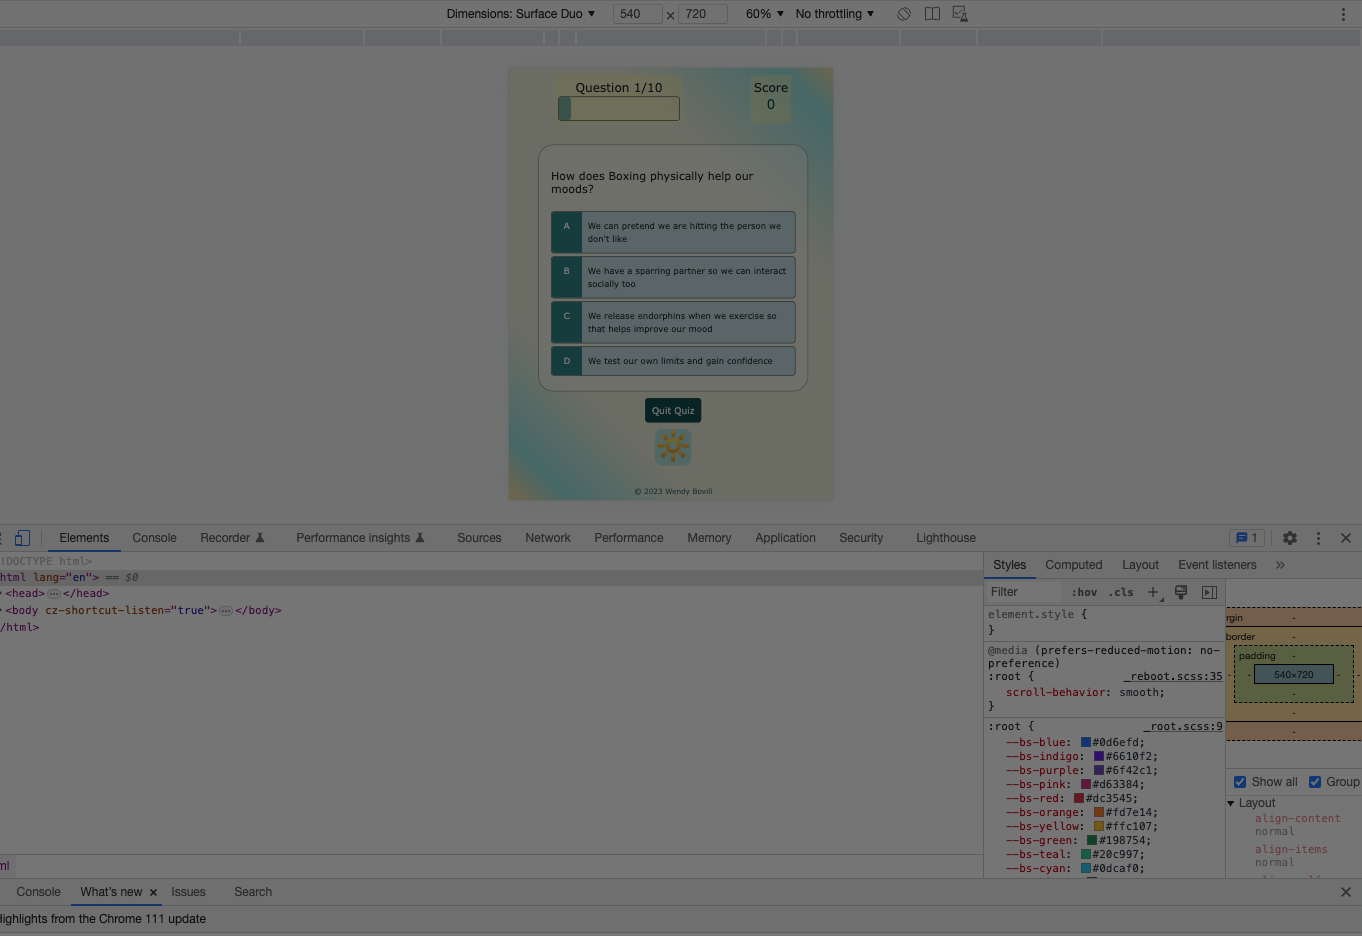 Dimensions: Surface Duo ▼ 540 × 720 60% ▼ No throttling ▼
Question 1/10
Score
0
How does Boxing physically help our
moods?
A
We can pretend we are hitting the person we
don't like
B
We have a sparring partner so we can interact
socially too
C
We release endorphins when we exercise so
that helps improve our mood
D
We test our own limits and gain confidence
Quit Quiz
© 2023 Wendy Bovill
Elements Console Recorder Performance insights Sources Network Performance Memory Application Security Lighthouse 1
!DOCTYPE html>
html lang="en"> == $0
<head>…</head>
<body cz-shortcut-listen="true">…</body>
/html>
ml
Styles Computed Layout Event listeners »
Filter :hov .cls +
element.style {
}
@media (prefers-reduced-motion: no-
preference)
:root { _reboot.scss:35
scroll-behavior: smooth;
}
:root { _root.scss:9
--bs-blue: #0d6efd;
--bs-indigo: #6610f2;
--bs-purple: #6f42c1;
--bs-pink: #d63384;
--bs-red: #dc3545;
--bs-orange: #fd7e14;
--bs-yellow: #ffc107;
--bs-green: #198754;
--bs-teal: #20c997;
--bs-cyan: #0dcaf0;
rgin -
border -
padding -
- - 540×720 - -
-
-
-
Show all Group
Layout
align-content
normal
align-items
normal
Console What's new × Issues Search
Highlights from the Chrome 111 update